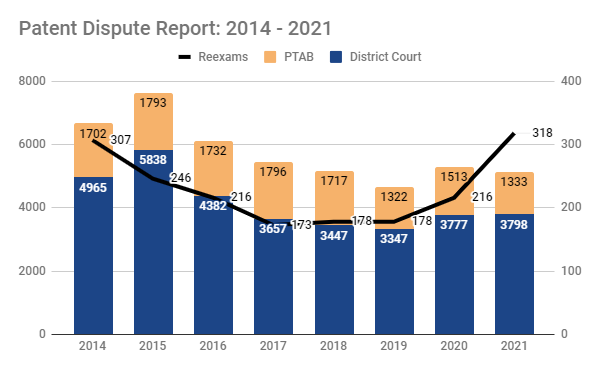 Patent Dispute Report: 2014 - 2021
Reexams PTAB District Court
8000 400
6000 300
4000 200
2000 100
0 0
1702 1793 1732 1796 1717 1322 1513 1333
307 246 216 173 178 178 216 318
4965 5838 4382 3657 3447 3347 3777 3798
2014 2015 2016 2017 2018 2019 2020 2021